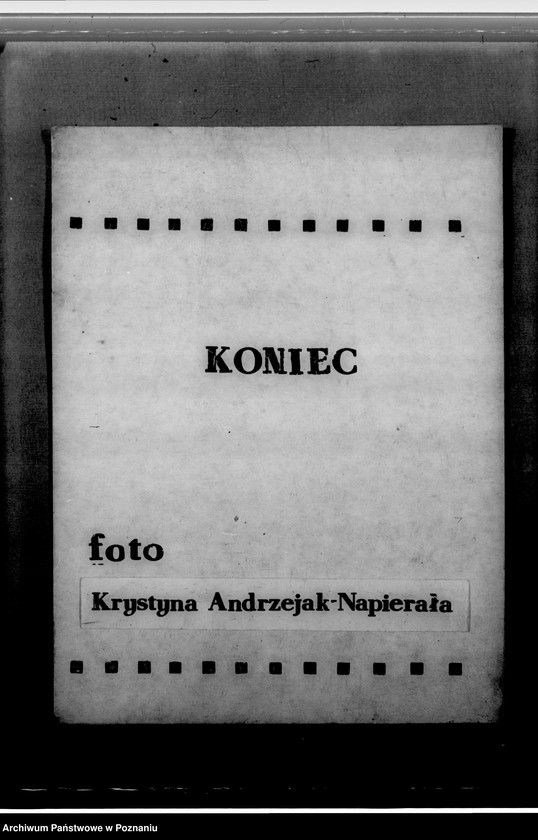 KONIEC
foto
Krystyna Andrzejak-Napierała
Archiwum Państwowe w Poznaniu